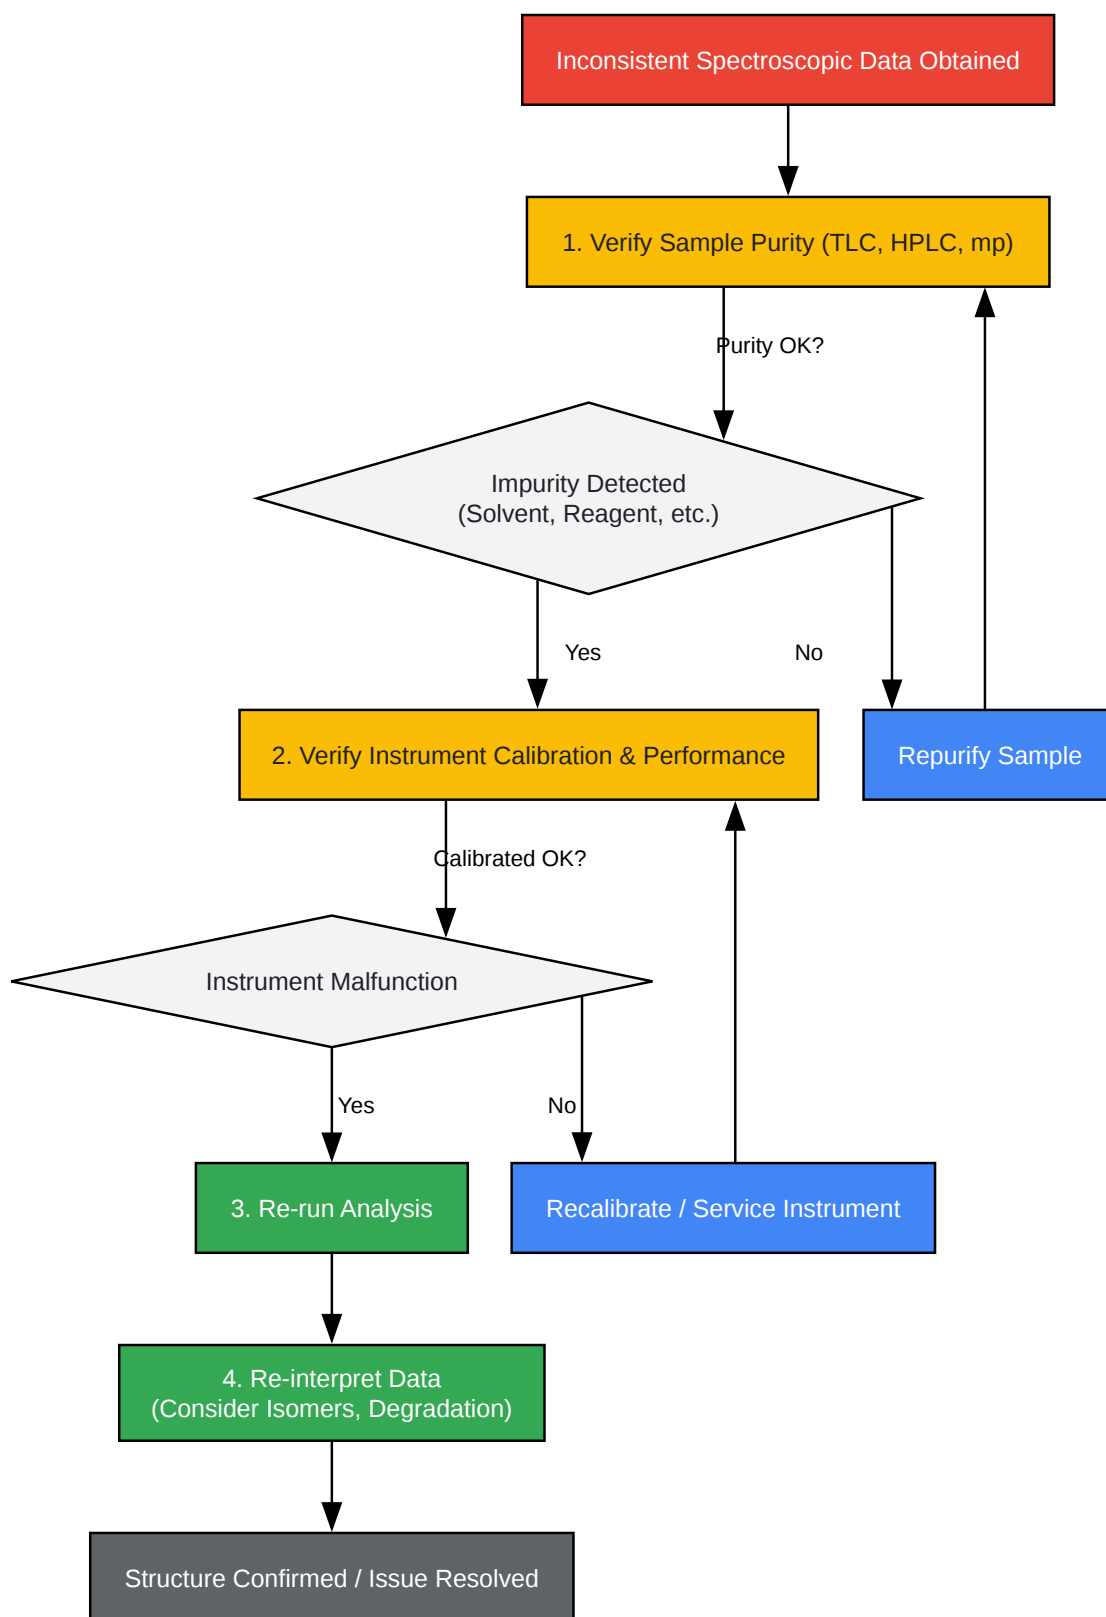 Inconsistent Spectroscopic Data Obtained
1. Verify Sample Purity (TLC, HPLC, mp)
Purity OK?
Impurity Detected
(Solvent, Reagent, etc.)
Yes
No
2. Verify Instrument Calibration & Performance
Repurify Sample
Calibrated OK?
Instrument Malfunction
Yes
No
3. Re-run Analysis
Recalibrate / Service Instrument
4. Re-interpret Data
(Consider Isomers, Degradation)
Structure Confirmed / Issue Resolved